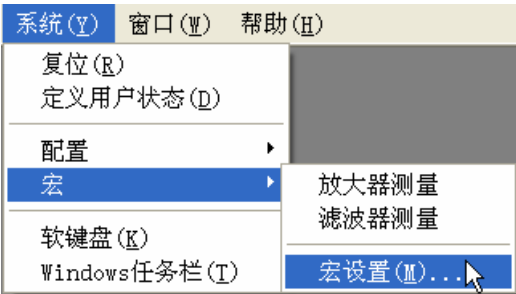 系统(Y) 窗口(W) 帮助(H)
复位(R)
定义用户状态(D)
配置
宏
放大器测量
滤波器测量
软键盘(K)
宏设置(M)...
Windows任务栏(T)